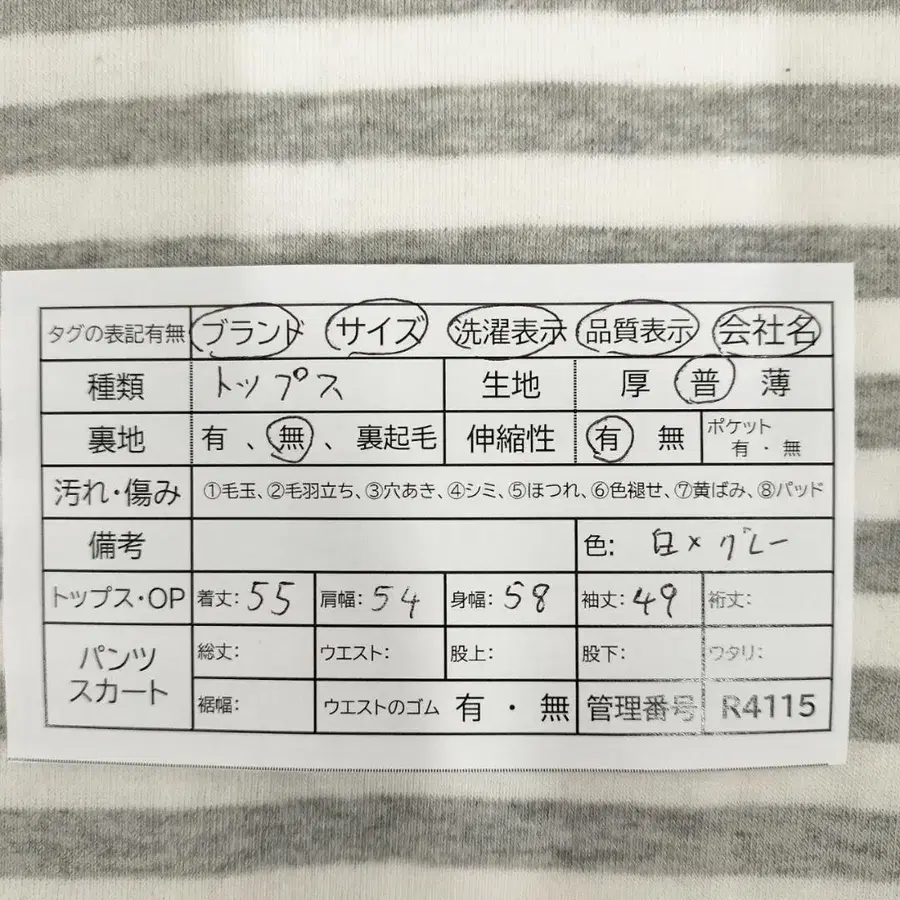 タグの表記有無 ブランド サイズ 洗濯表示 品質表示 会社名
種類 トップス 生地 厚 普 薄
裏地 有、無、裏起毛 伸縮性 有 無 ポケット 有・無
汚れ・傷み ①毛玉、②毛羽立ち、③穴あき、④シミ、⑤ほつれ、⑥色褪せ、⑦黄ばみ、⑧パッド
備考 色: 白×グレー
トップス・OP 着丈: 55 肩幅: 54 身幅: 58 袖丈: 49 裄丈:
パンツ スカート 総丈: ウエスト: 股上: 股下: ワタリ:
裾幅: ウエストのゴム 有・無 管理番号 R4115